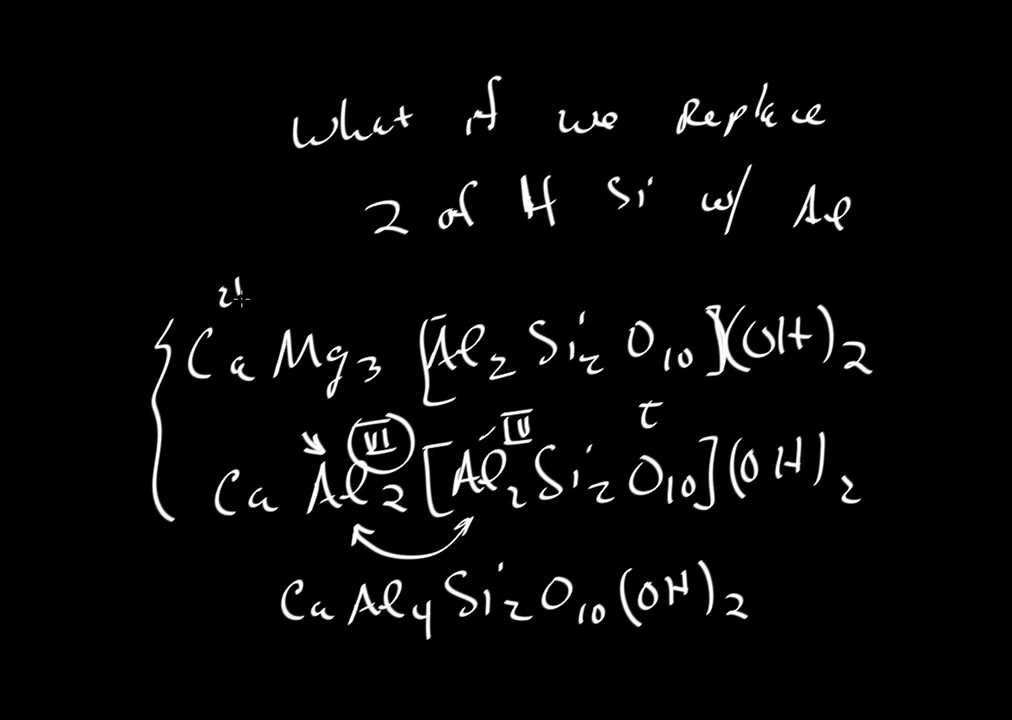 What if we Replace
2 of 4 Si w/ Al
2+
Ca Mg3 [Al2 Si2 O10](OH)2
VI IV t
Ca Al2 [Al2 Si2 O10](OH)2
Ca Al4 Si2 O10 (OH)2